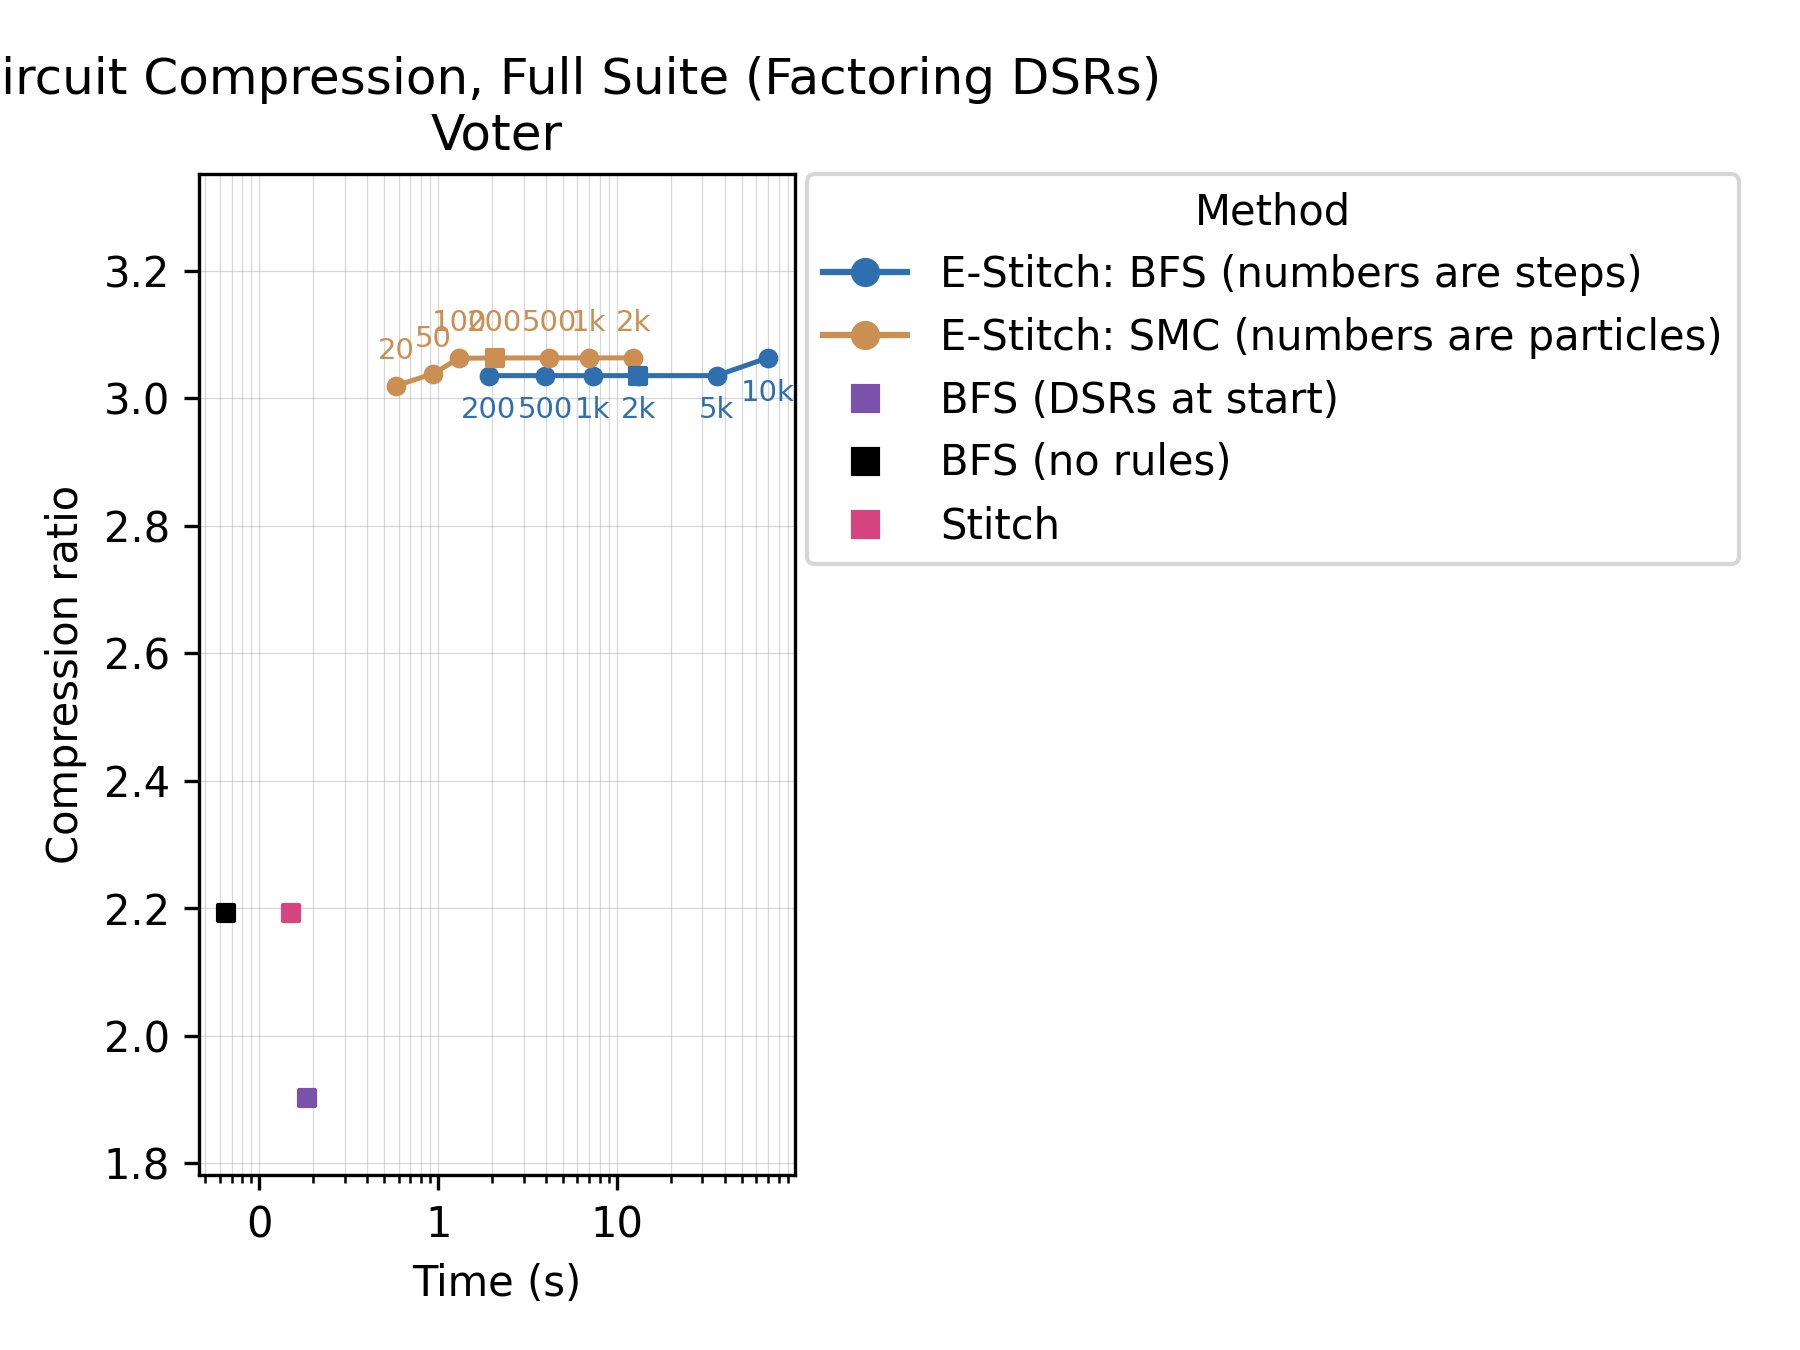 ircuit Compression, Full Suite (Factoring DSRs)
Voter
Method
E-Stitch: BFS (numbers are steps)
E-Stitch: SMC (numbers are particles)
BFS (DSRs at start)
BFS (no rules)
Stitch
Compression ratio
3.2
3.0
2.8
2.6
2.4
2.2
2.0
1.8
20 50 100 200 500 1k 2k
200 500 1k 2k 5k 10k
0 1 10
Time (s)